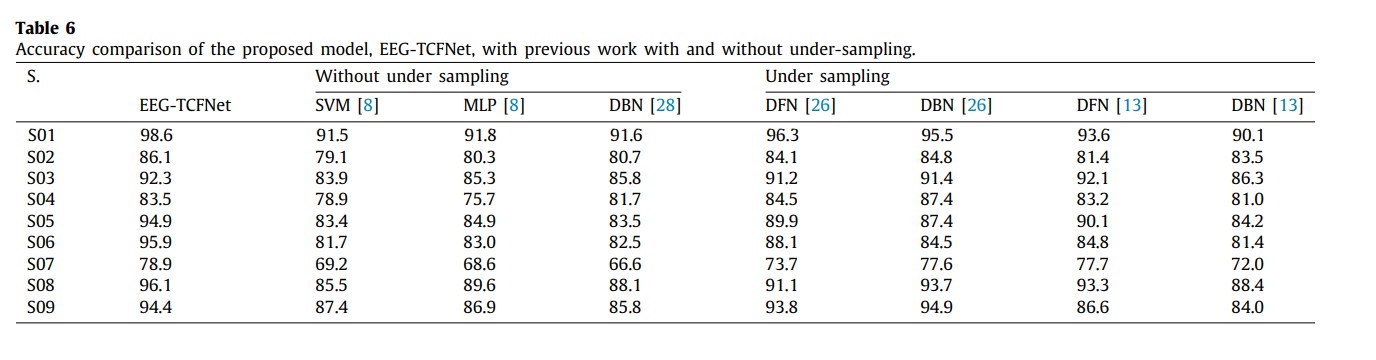 Table 6
Accuracy comparison of the proposed model, EEG-TCFNet, with previous work with and without under-sampling.
S. Without under sampling Under sampling
EEG-TCFNet SVM [8] MLP [8] DBN [28] DFN [26] DBN [26] DFN [13] DBN [13]
S01 98.6 91.5 91.8 91.6 96.3 95.5 93.6 90.1
S02 86.1 79.1 80.3 80.7 84.1 84.8 81.4 83.5
S03 92.3 83.9 85.3 85.8 91.2 91.4 92.1 86.3
S04 83.5 78.9 75.7 81.7 84.5 87.4 83.2 81.0
S05 94.9 83.4 84.9 83.5 89.9 87.4 90.1 84.2
S06 95.9 81.7 83.0 82.5 88.1 84.5 84.8 81.4
S07 78.9 69.2 68.6 66.6 73.7 77.6 77.7 72.0
S08 96.1 85.5 89.6 88.1 91.1 93.7 93.3 88.4
S09 94.4 87.4 86.9 85.8 93.8 94.9 86.6 84.0